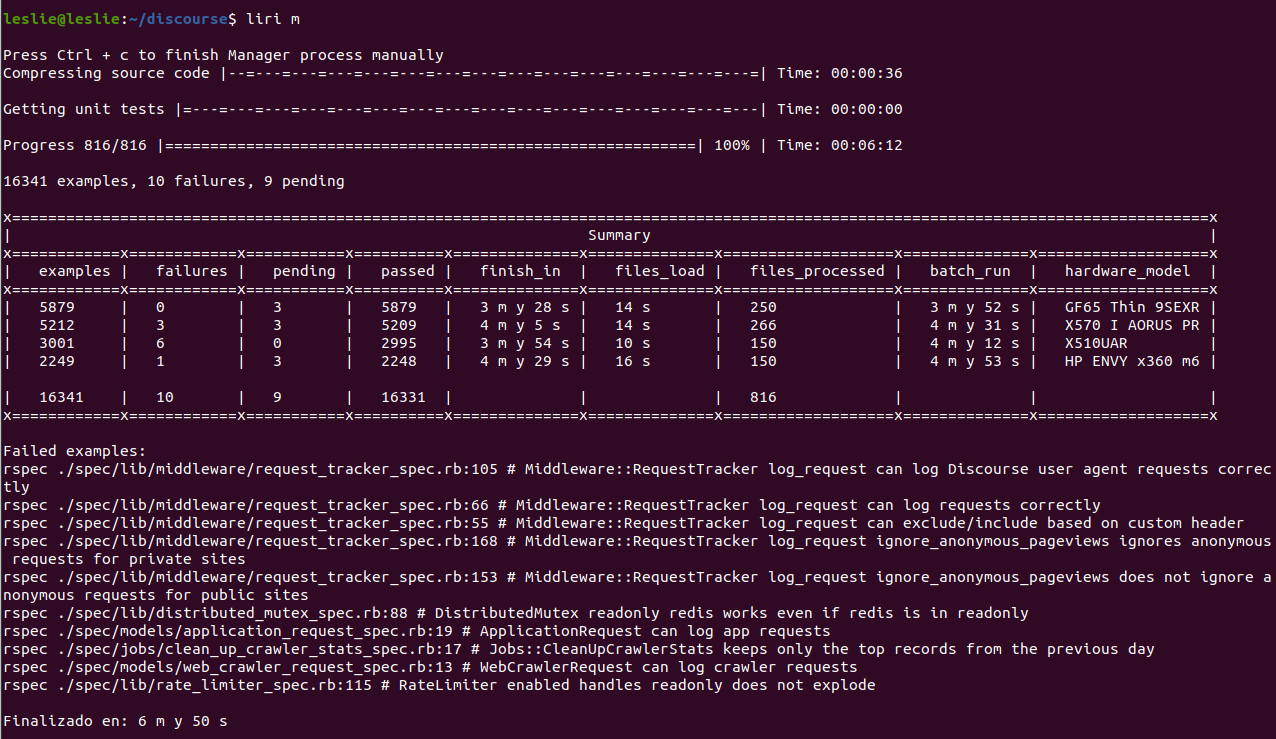 leslie@leslie:~/discourse$ liri m
Press Ctrl + c to finish Manager process manually
Compressing source code |--=---=---=---=---=---=---=---=---=---=---=---=---=---=---=| Time: 00:00:36
Getting unit tests |=---=---=---=---=---=---=---=---=---=---=---=---=---=---=---=---| Time: 00:00:00
Progress 816/816 |===========================================================| 100% | Time: 00:06:12
16341 examples, 10 failures, 9 pending
x=====================================================================================================================================x
| Summary |
x============x============x===========x==========x==============x==============x===================x==============x===================x
| examples | failures | pending | passed | finish_in | files_load | files_processed | batch_run | hardware_model |
x============x============x===========x==========x==============x==============x===================x==============x===================x
| 5879 | 0 | 3 | 5879 | 3 m y 28 s | 14 s | 250 | 3 m y 52 s | GF65 Thin 9SEXR |
| 5212 | 3 | 3 | 5209 | 4 m y 5 s | 14 s | 266 | 4 m y 31 s | X570 I AORUS PR |
| 3001 | 6 | 0 | 2995 | 3 m y 54 s | 10 s | 150 | 4 m y 12 s | X510UAR |
| 2249 | 1 | 3 | 2248 | 4 m y 29 s | 16 s | 150 | 4 m y 53 s | HP ENVY x360 m6 |
| 16341 | 10 | 9 | 16331 | | | 816 | | |
x============x============x===========x==========x==============x==============x===================x==============x===================x
Failed examples:
rspec ./spec/lib/middleware/request_tracker_spec.rb:105 # Middleware::RequestTracker log_request can log Discourse user agent requests correc
tly
rspec ./spec/lib/middleware/request_tracker_spec.rb:66 # Middleware::RequestTracker log_request can log requests correctly
rspec ./spec/lib/middleware/request_tracker_spec.rb:55 # Middleware::RequestTracker log_request can exclude/include based on custom header
rspec ./spec/lib/middleware/request_tracker_spec.rb:168 # Middleware::RequestTracker log_request ignore_anonymous_pageviews ignores anonymous
 requests for private sites
rspec ./spec/lib/middleware/request_tracker_spec.rb:153 # Middleware::RequestTracker log_request ignore_anonymous_pageviews does not ignore a
nonymous requests for public sites
rspec ./spec/lib/distributed_mutex_spec.rb:88 # DistributedMutex readonly redis works even if redis is in readonly
rspec ./spec/models/application_request_spec.rb:19 # ApplicationRequest can log app requests
rspec ./spec/jobs/clean_up_crawler_stats_spec.rb:17 # Jobs::CleanUpCrawlerStats keeps only the top records from the previous day
rspec ./spec/models/web_crawler_request_spec.rb:13 # WebCrawlerRequest can log crawler requests
rspec ./spec/lib/rate_limiter_spec.rb:115 # RateLimiter enabled handles readonly does not explode
Finalizado en: 6 m y 50 s